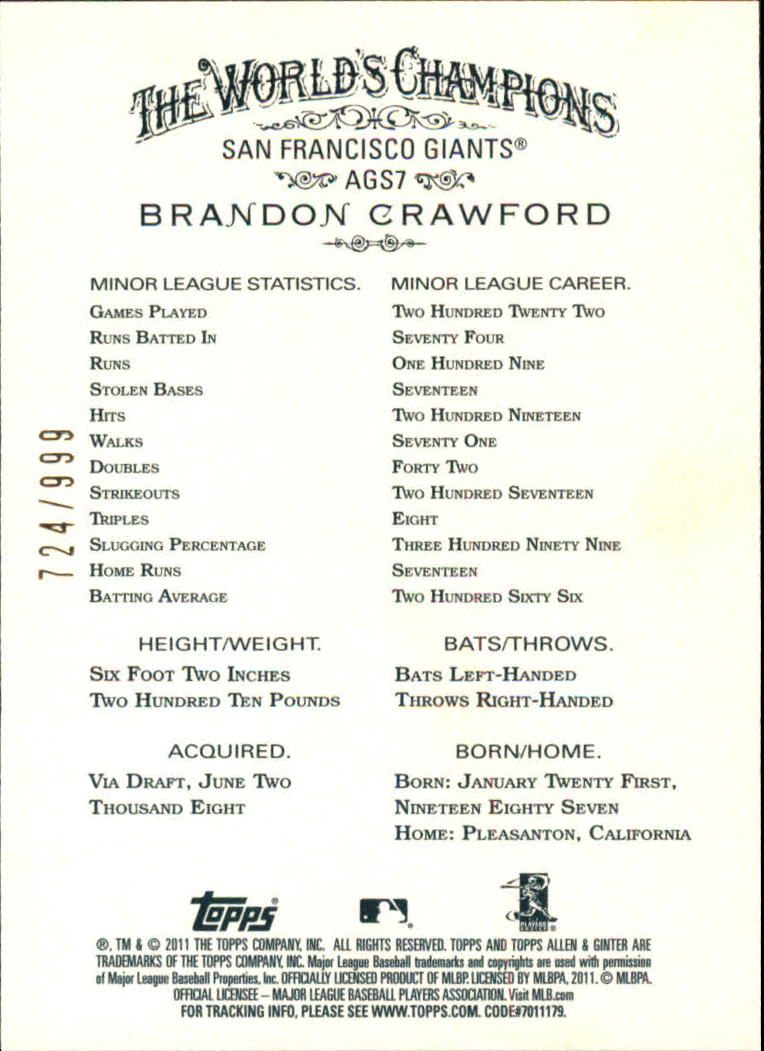 THE WORLD'S CHAMPIONS
SAN FRANCISCO GIANTS®
AGS7
BRANDON CRAWFORD
MINOR LEAGUE STATISTICS. MINOR LEAGUE CAREER.
GAMES PLAYED TWO HUNDRED TWENTY TWO
RUNS BATTED IN SEVENTY FOUR
RUNS ONE HUNDRED NINE
STOLEN BASES SEVENTEEN
HITS TWO HUNDRED NINETEEN
WALKS SEVENTY ONE
DOUBLES FORTY TWO
STRIKEOUTS TWO HUNDRED SEVENTEEN
TRIPLES EIGHT
SLUGGING PERCENTAGE THREE HUNDRED NINETY NINE
HOME RUNS SEVENTEEN
BATTING AVERAGE TWO HUNDRED SIXTY SIX
724/999
HEIGHT/WEIGHT.
SIX FOOT TWO INCHES
TWO HUNDRED TEN POUNDS
BATS/THROWS.
BATS LEFT-HANDED
THROWS RIGHT-HANDED
ACQUIRED.
VIA DRAFT, JUNE TWO
THOUSAND EIGHT
BORN/HOME.
BORN: JANUARY TWENTY FIRST,
NINETEEN EIGHTY SEVEN
HOME: PLEASANTON, CALIFORNIA
Topps®
PLAYERS CHOICE®
®, TM & © 2011 THE TOPPS COMPANY, INC. ALL RIGHTS RESERVED. TOPPS AND TOPPS ALLEN & GINTER ARE
TRADEMARKS OF THE TOPPS COMPANY, INC. Major League Baseball trademarks and copyrights are used with permission
of Major League Baseball Properties, Inc. OFFICIALLY LICENSED PRODUCT OF MLBP. LICENSED BY MLBPA, 2011. © MLBPA.
OFFICIAL LICENSEE – MAJOR LEAGUE BASEBALL PLAYERS ASSOCIATION. Visit MLB.com
FOR TRACKING INFO, PLEASE SEE WWW.TOPPS.COM. CODE#7011179.